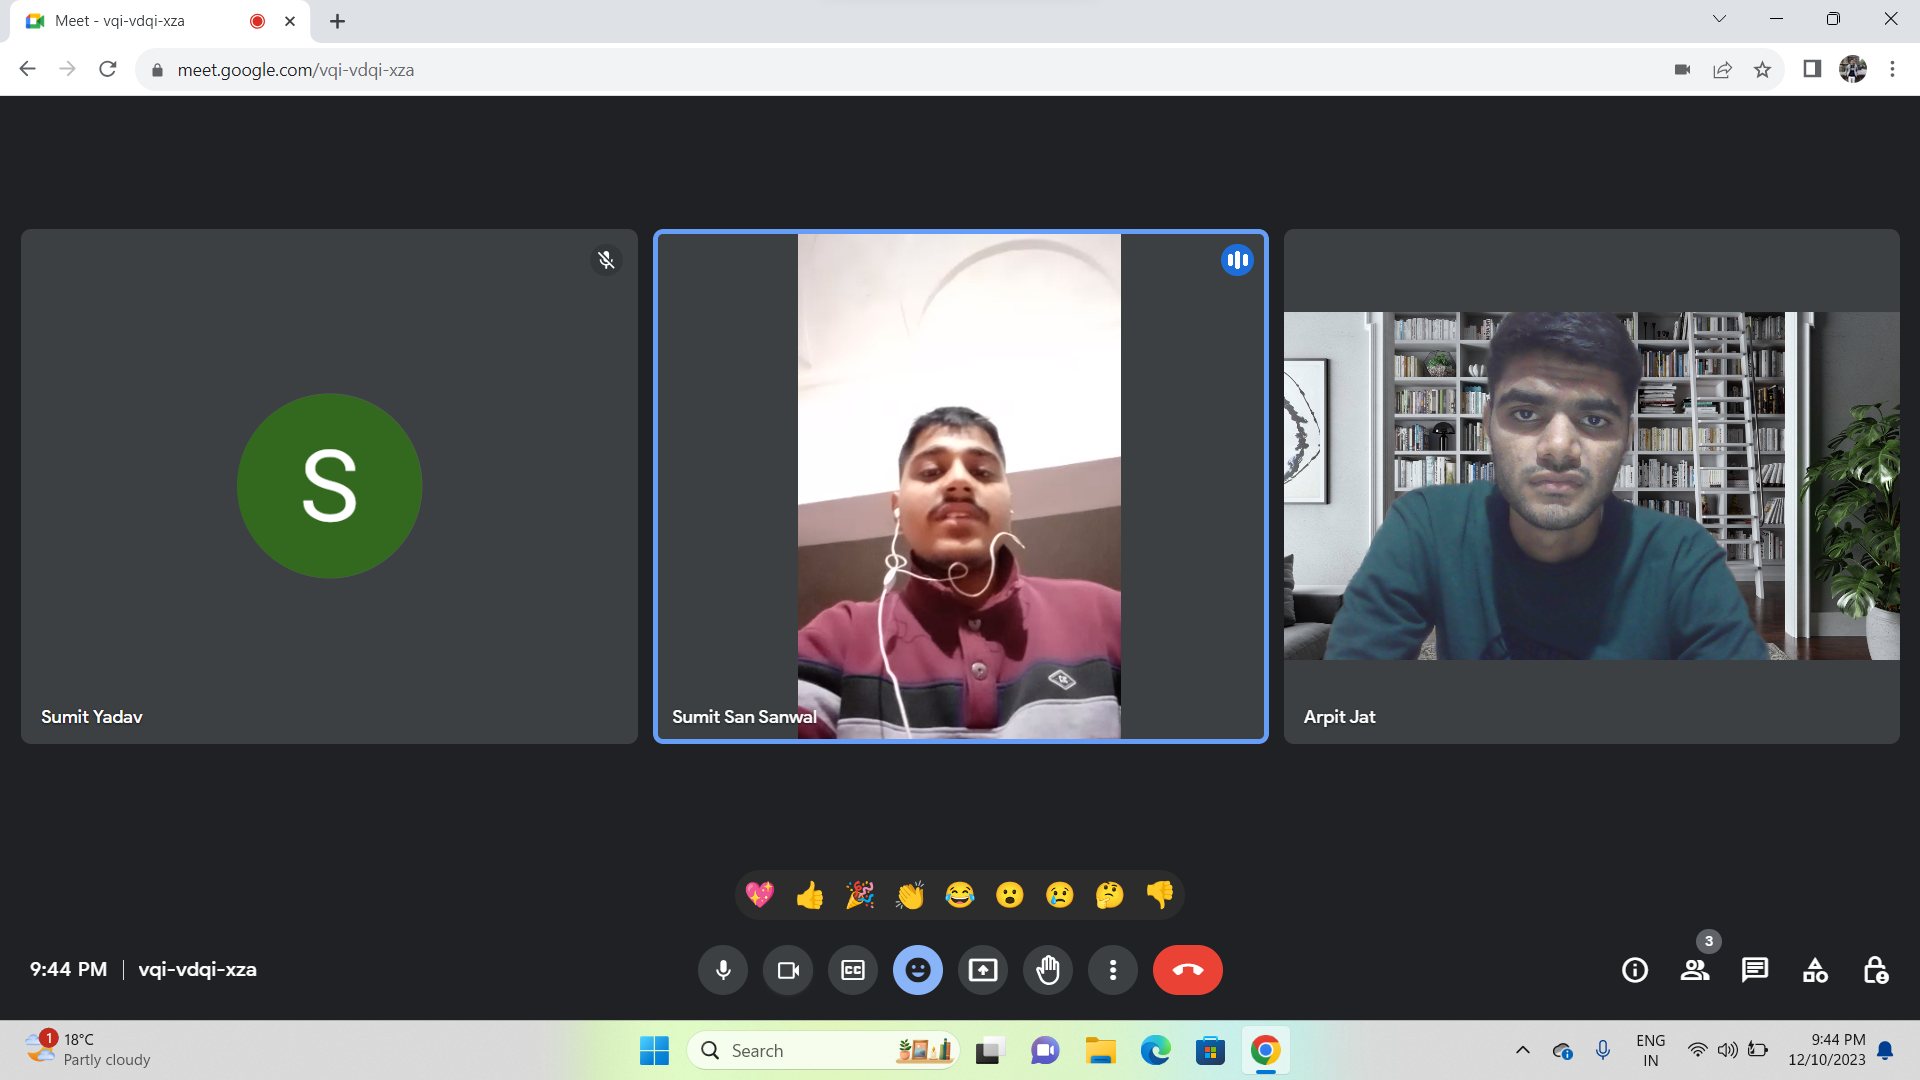 Meet - vqi-vdqi-xza
meet.google.com/vqi-vdqi-xza
S
Sumit Yadav
Sumit San Sanwal
Arpit Jat
9:44 PM | vqi-vdqi-xza
CC
3
1
18°C
Partly cloudy
Search
ENG
IN
9:44 PM
12/10/2023